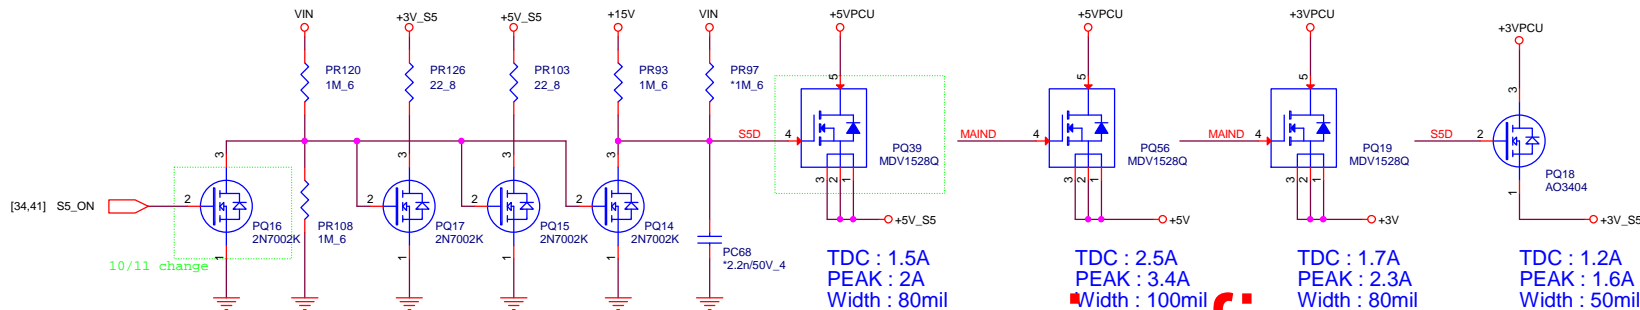 VIN
+3V_S5
+5V_S5
+15V
VIN
+5VPCU
+5VPCU
+3VPCU
+3VPCU
PR120
1M_6
PR126
22_8
PR103
22_8
PR93
1M_6
PR97
*1M_6
5
5
5
3
3
3
3
3
S5D
4
MAIND
4
MAIND
4
S5D
2
PQ39
MDV1528Q
PQ56
MDV1528Q
PQ19
MDV1528Q
PQ18
AO3404
3
2
1
3
2
1
3
2
1
1
[34,41]
S5_ON
2
PQ16
2N7002K
PR108
1M_6
2
PQ17
2N7002K
2
PQ15
2N7002K
2
PQ14
2N7002K
1
1
1
1
PC68
*2.2n/50V_4
+5V_S5
+5V
+3V
+3V_S5
10/11 change
TDC : 1.5A
PEAK : 2A
Width : 80mil
TDC : 2.5A
PEAK : 3.4A
Width : 100mil
TDC : 1.7A
PEAK : 2.3A
Width : 80mil
TDC : 1.2A
PEAK : 1.6A
Width : 50mil